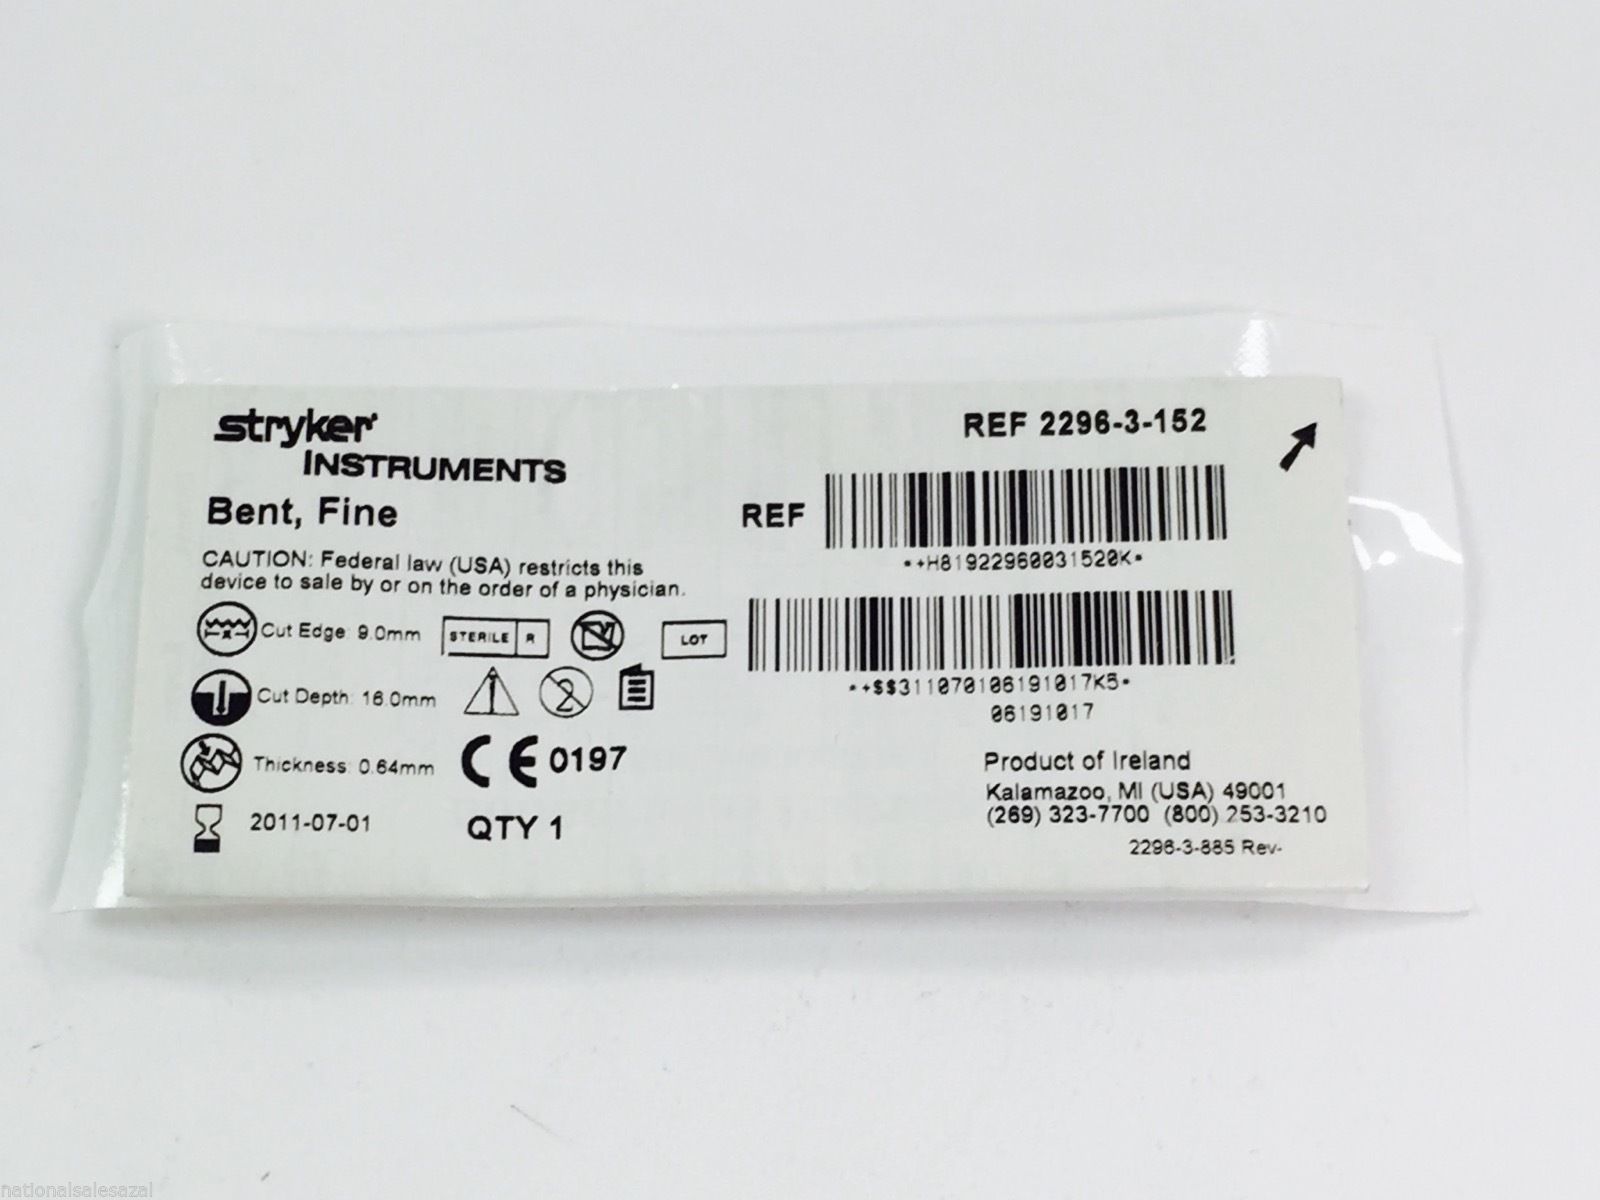 stryker
INSTRUMENTS
Bent, Fine
CAUTION: Federal law (USA) restricts this
device to sale by or on the order of a physician.
Cut Edge: 9.0mm
STERILE R
LOT
Cut Depth: 16.0mm
2
Thickness: 0.64mm
CE 0197
2011-07-01
QTY 1
REF 2296-3-152
REF
*+H81922960031520K*
*+$$311070106191017K5*
06191017
Product of Ireland
Kalamazoo, MI (USA) 49001
(269) 323-7700 (800) 253-3210
2296-3-885 Rev-
nationalsalesazal